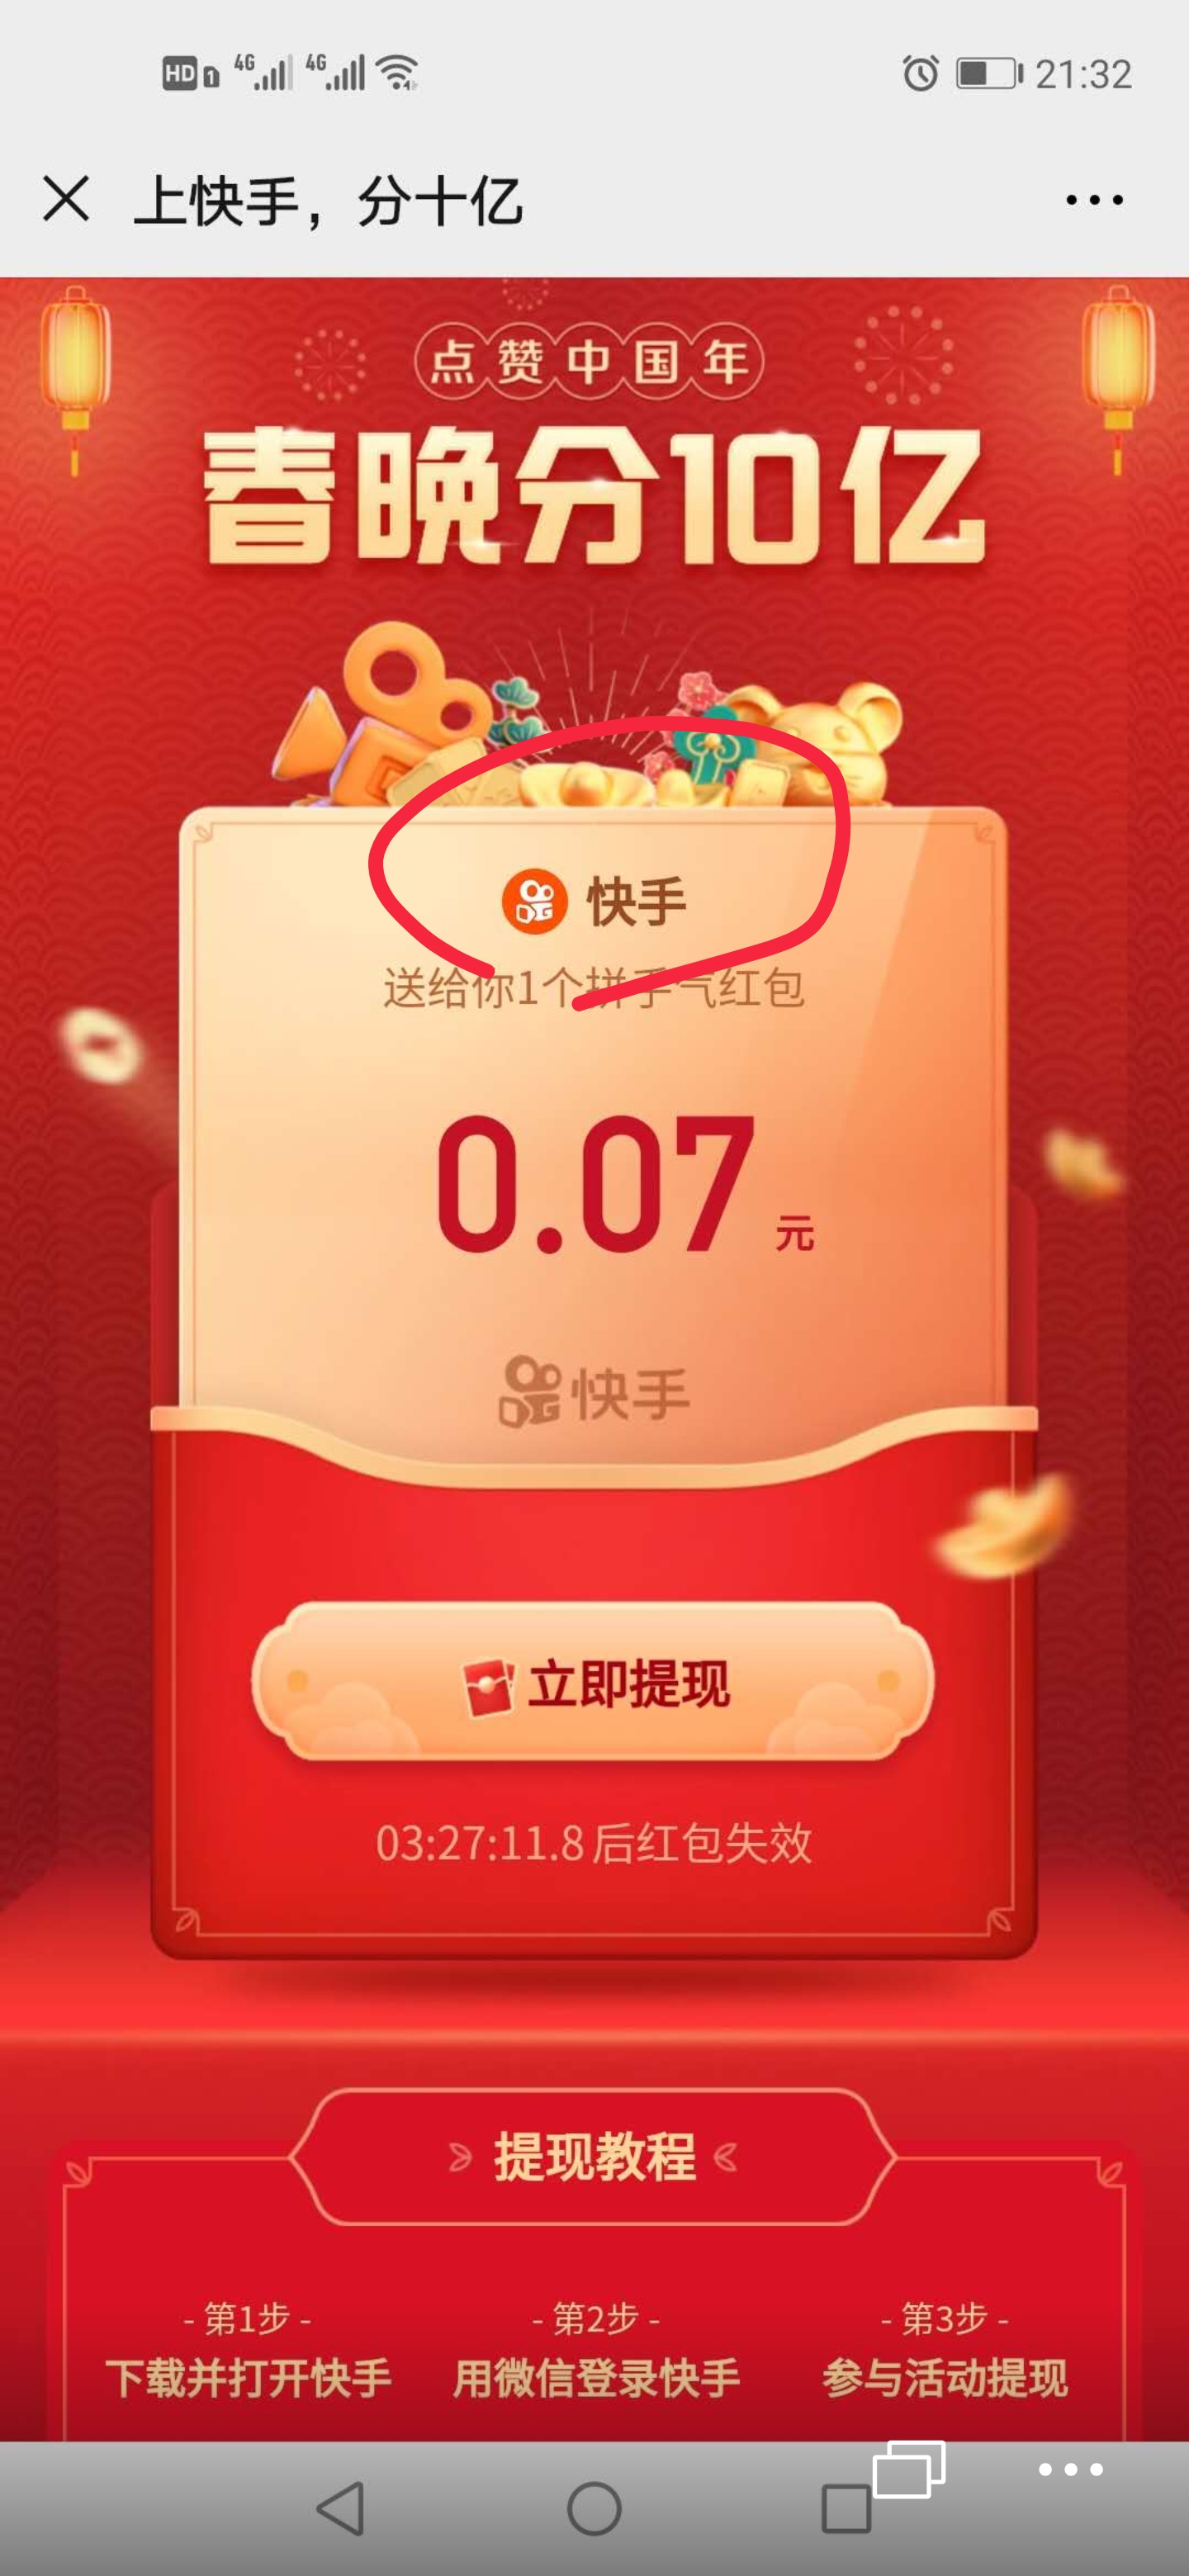 HD 1 4G 4G 21:32
上快手，分十亿
点赞中国年
春晚分10亿
快手
送给你1个拼手气红包
0.07元
快手
立即提现
03:27:11.8后红包失效
提现教程
- 第1步 - - 第2步 - - 第3步 -
下载并打开快手 用微信登录快手 参与活动提现